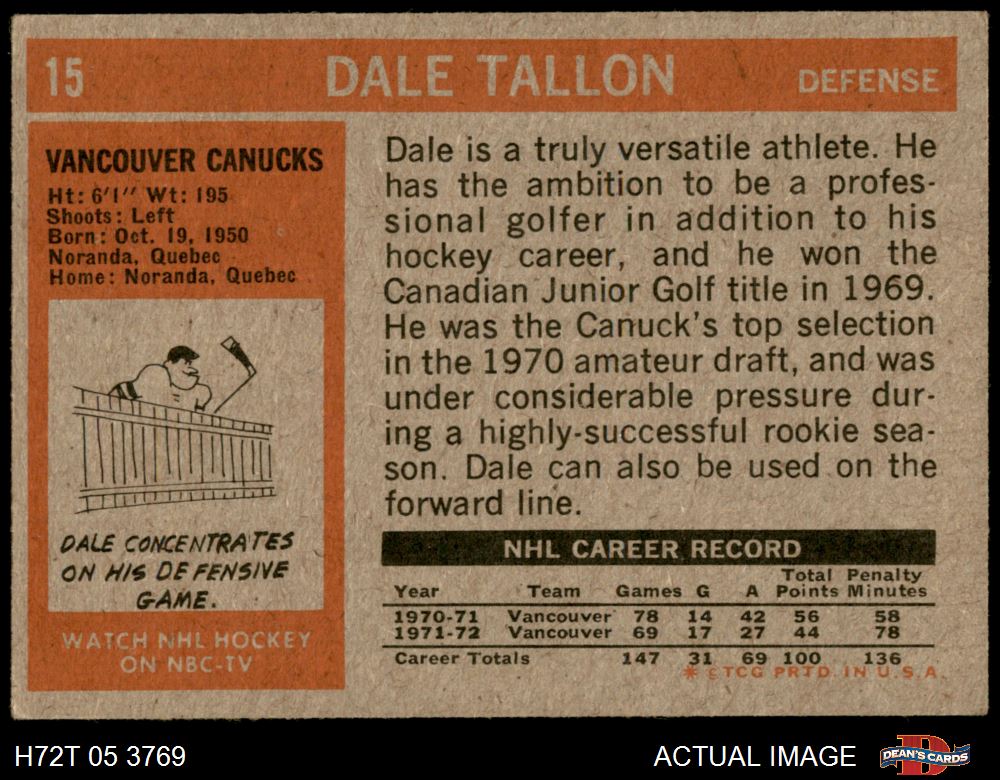 15 DALE TALLON DEFENSE
VANCOUVER CANUCKS
Ht: 6'1" Wt: 195
Shoots: Left
Born: Oct. 19, 1950
Noranda, Quebec
Home: Noranda, Quebec
DALE CONCENTRATES
ON HIS DEFENSIVE
GAME.
WATCH NHL HOCKEY
ON NBC-TV
Dale is a truly versatile athlete. He
has the ambition to be a profes-
sional golfer in addition to his
hockey career, and he won the
Canadian Junior Golf title in 1969.
He was the Canuck's top selection
in the 1970 amateur draft, and was
under considerable pressure dur-
ing a highly-successful rookie sea-
son. Dale can also be used on the
forward line.
NHL CAREER RECORD
Total Penalty
Year Team Games G A Points Minutes
1970-71 Vancouver 78 14 42 56 58
1971-72 Vancouver 69 17 27 44 78
Career Totals 147 31 69 100 136
* © TCG PRTD. IN U.S.A.
H72T 05 3769 ACTUAL IMAGE DEAN'S CARDS